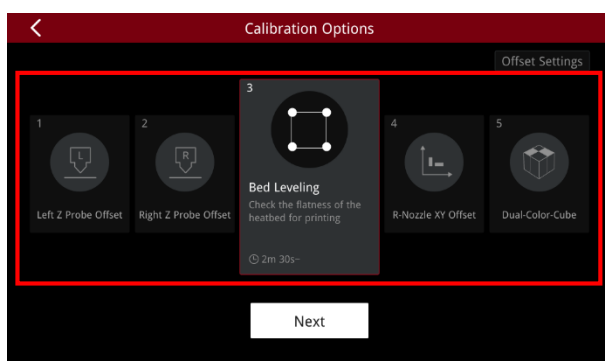 Calibration Options
Offset Settings
1
L
Left Z Probe Offset
2
R
Right Z Probe Offset
3
Bed Leveling
Check the flatness of the
heatbed for printing
2m 30s~
4
R-Nozzle XY Offset
5
Dual-Color-Cube
Next